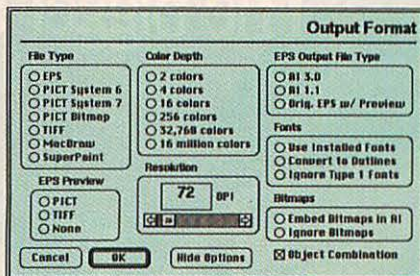 Output Format
File Type
EPS
PICT System 6
PICT System 7
PICT Bitmap
TIFF
MacDraw
SuperPaint
EPS Preview
PICT
TIFF
None
Color Depth
2 colors
4 colors
16 colors
256 colors
32,768 colors
16 million colors
Resolution
72 DPI
EPS Output File Type
AI 3.0
AI 1.1
Orig. EPS w/ Preview
Fonts
Use Installed Fonts
Convert to Outlines
Ignore Type 1 Fonts
Bitmaps
Embed Bitmaps in AI
Ignore Bitmaps
Object Combination
Cancel
OK
Hide Options